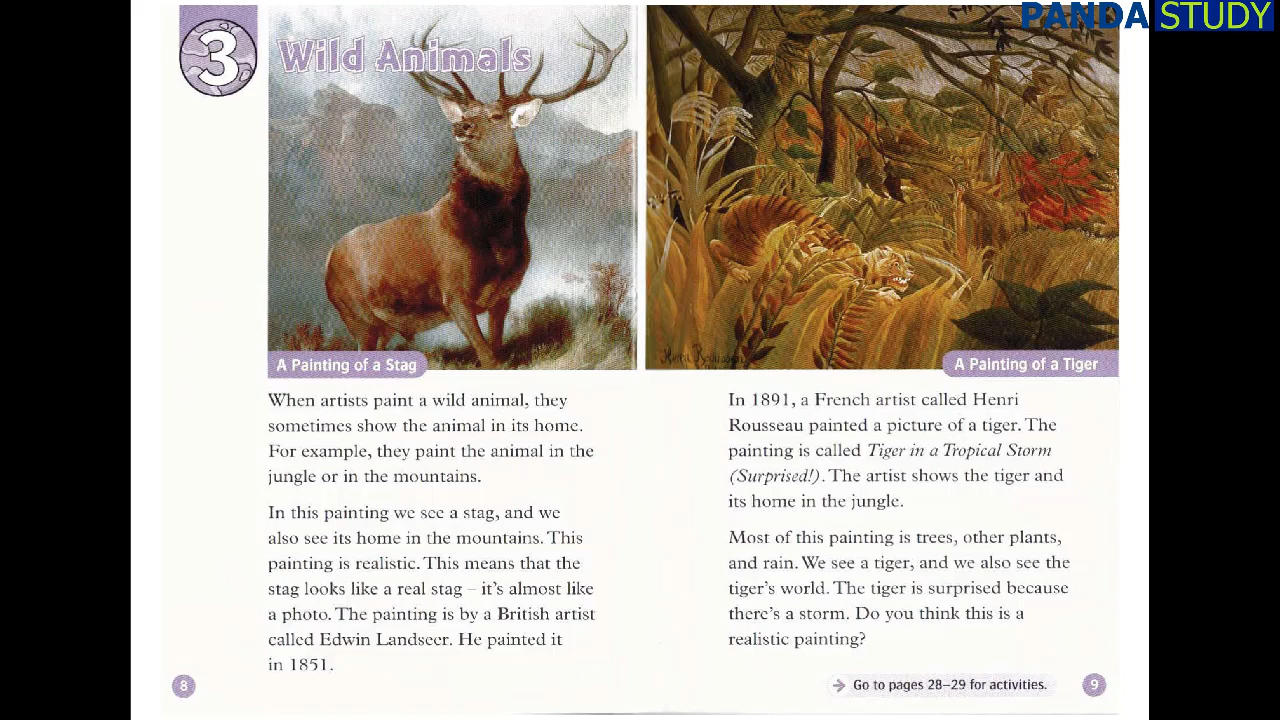 PANDA STUDY
3
Wild Animals
A Painting of a Stag
Henri Rousseau
A Painting of a Tiger
When artists paint a wild animal, they
sometimes show the animal in its home.
For example, they paint the animal in the
jungle or in the mountains.
In this painting we see a stag, and we
also see its home in the mountains. This
painting is realistic. This means that the
stag looks like a real stag – it's almost like
a photo. The painting is by a British artist
called Edwin Landseer. He painted it
in 1851.
8
In 1891, a French artist called Henri
Rousseau painted a picture of a tiger. The
painting is called Tiger in a Tropical Storm
(Surprised!). The artist shows the tiger and
its home in the jungle.
Most of this painting is trees, other plants,
and rain. We see a tiger, and we also see the
tiger's world. The tiger is surprised because
there's a storm. Do you think this is a
realistic painting?
→ Go to pages 28–29 for activities.
9